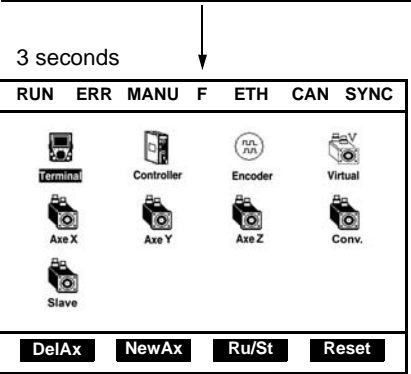 3 seconds
RUN ERR MANU F ETH CAN SYNC
Terminal Controller Encoder Virtual
Axe X Axe Y Axe Z Conv.
Slave
DelAx NewAx Ru/St Reset